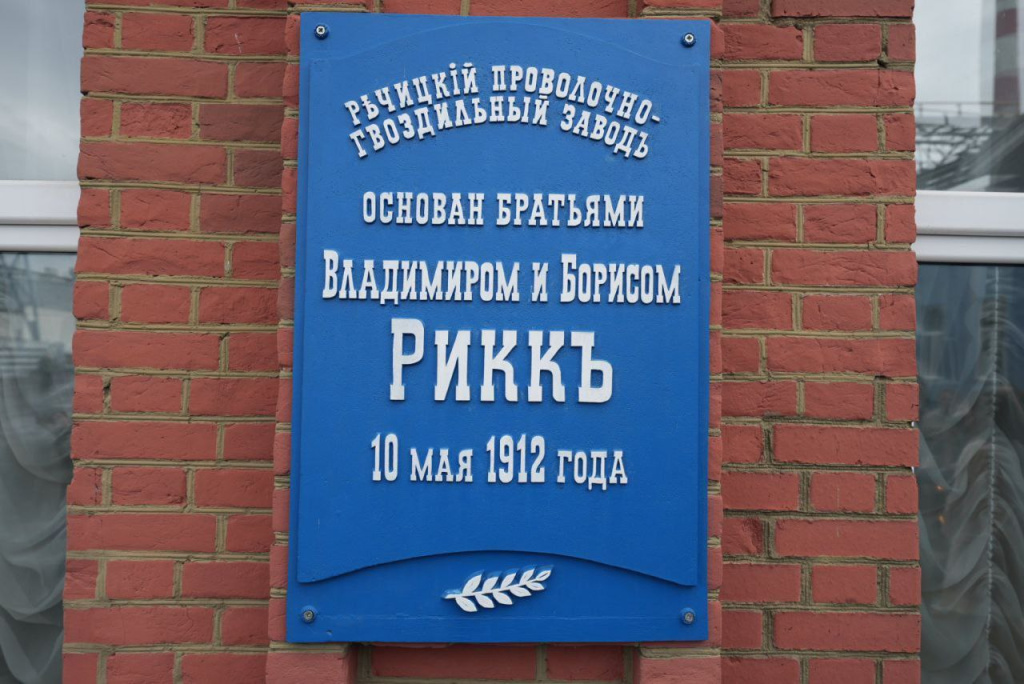 РѢЧИЦКІЙ ПРОВОЛОЧНО-
ГВОЗДИЛЬНЫЙ ЗАВОДЪ
ОСНОВАН БРАТЬЯМИ
ВЛАДИМИРОМ И БОРИСОМ
РИККЪ
10 МАЯ 1912 ГОДА